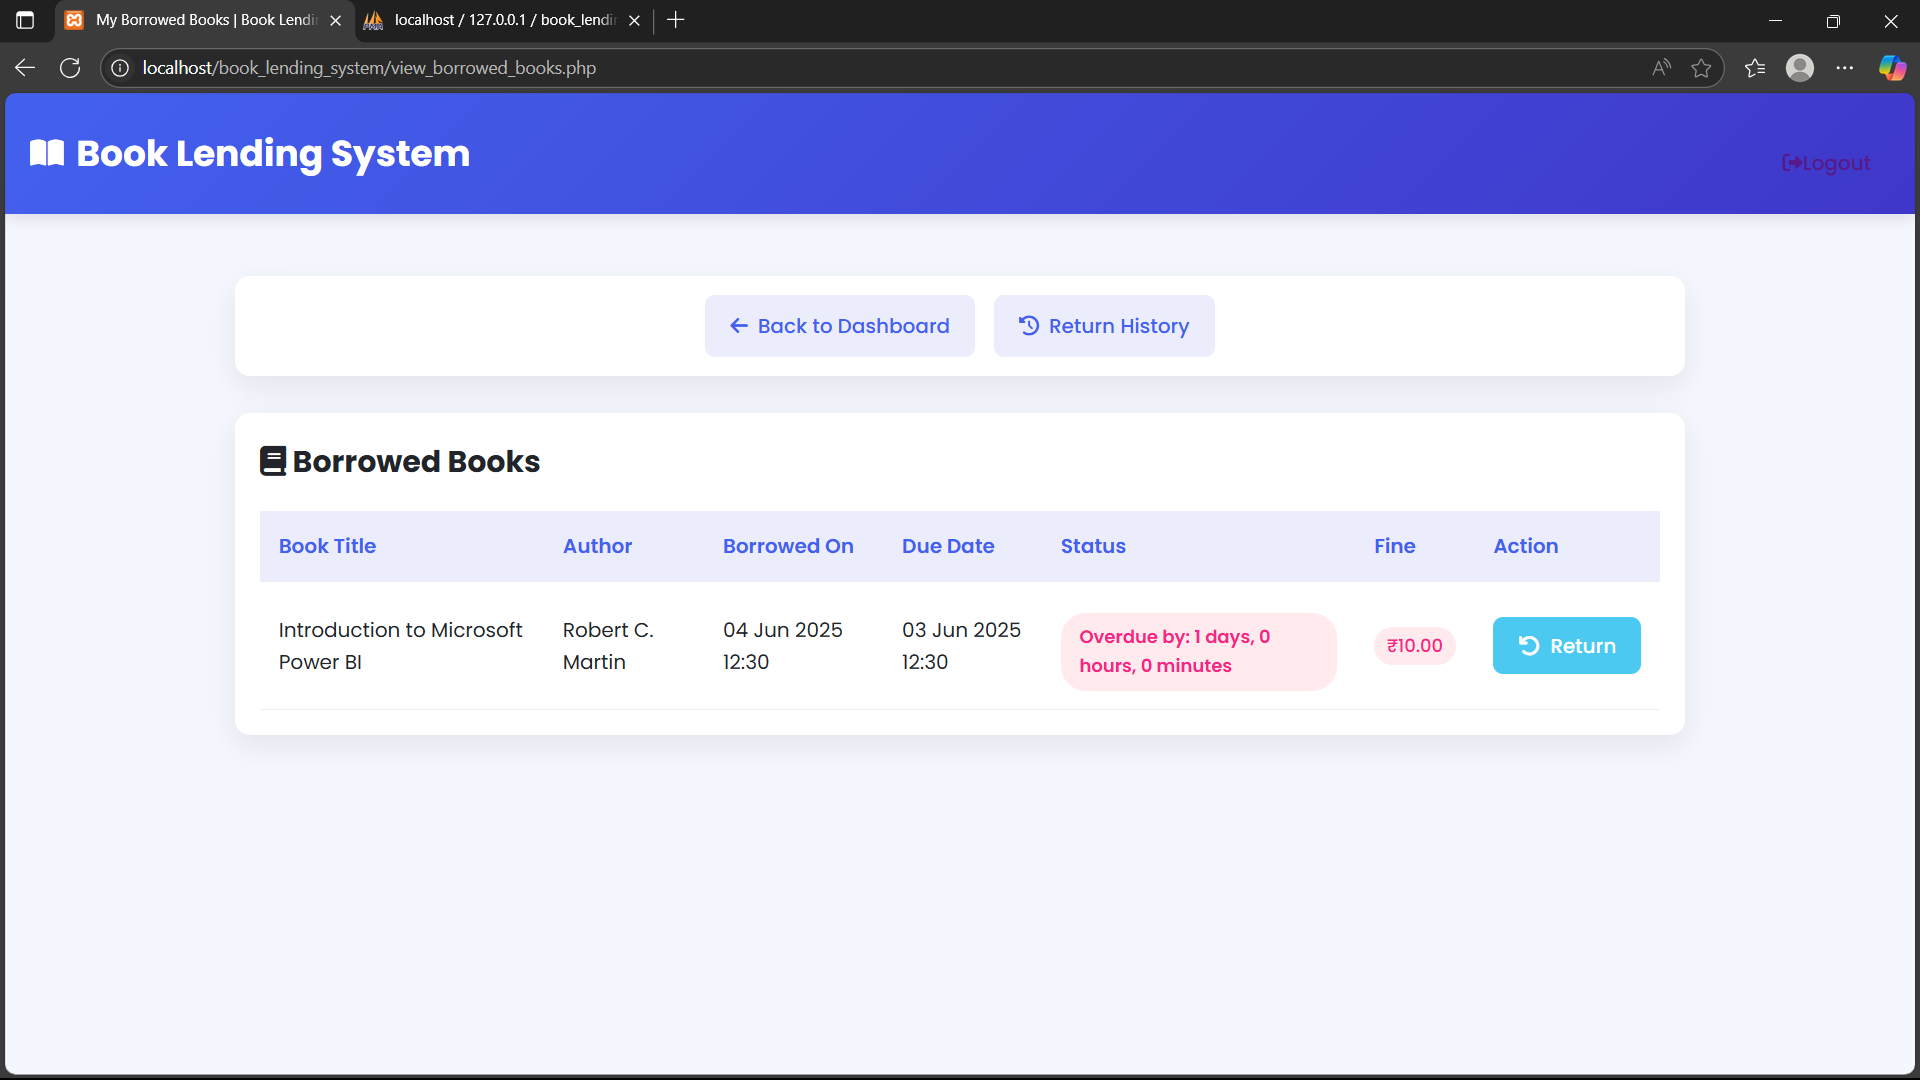 My Borrowed Books | Book Lendi
localhost / 127.0.0.1 / book_lendi
localhost/book_lending_system/view_borrowed_books.php
Book Lending System
Logout
Back to Dashboard
Return History
Borrowed Books
Book Title Author Borrowed On Due Date Status Fine Action
Introduction to Microsoft
Power BI
Robert C.
Martin
04 Jun 2025
12:30
03 Jun 2025
12:30
Overdue by: 1 days, 0
hours, 0 minutes
₹10.00
Return